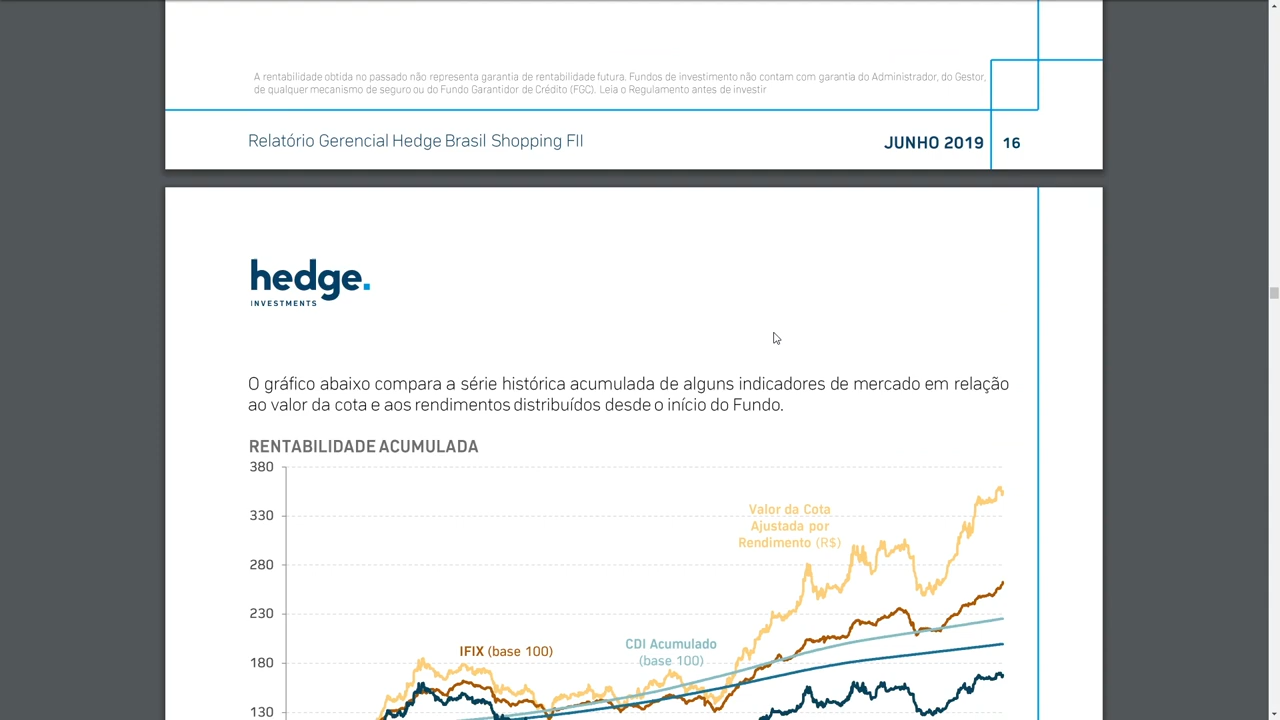 A rentabilidade obtida no passado não representa garantia de rentabilidade futura. Fundos de investimento não contam com garantia do Administrador, do Gestor,
de qualquer mecanismo de seguro ou do Fundo Garantidor de Crédito (FGC). Leia o Regulamento antes de investir
Relatório Gerencial Hedge Brasil Shopping FII
JUNHO 2019 16
hedge.
INVESTMENTS
O gráfico abaixo compara a série histórica acumulada de alguns indicadores de mercado em relação
ao valor da cota e aos rendimentos distribuídos desde o início do Fundo.
RENTABILIDADE ACUMULADA
380
330
280
230
180
130
Valor da Cota
Ajustada por
Rendimento (R$)
IFIX (base 100)
CDI Acumulado
(base 100)